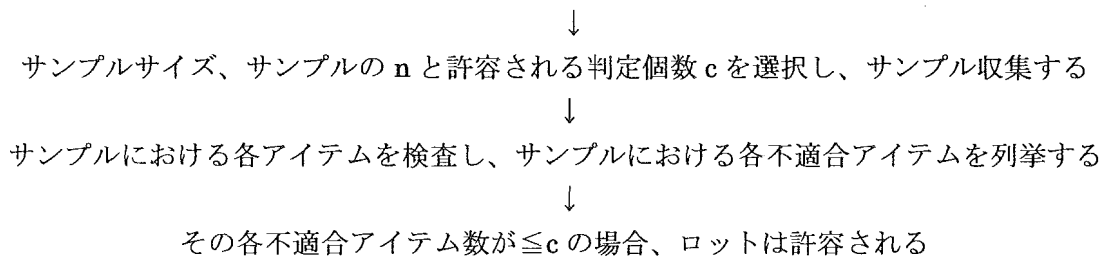 ↓
サンプルサイズ、サンプルの n と許容される判定個数 c を選択し、サンプル収集する
↓
サンプルにおける各アイテムを検査し、サンプルにおける各不適合アイテムを列挙する
↓
その各不適合アイテム数が≦c の場合、ロットは許容される